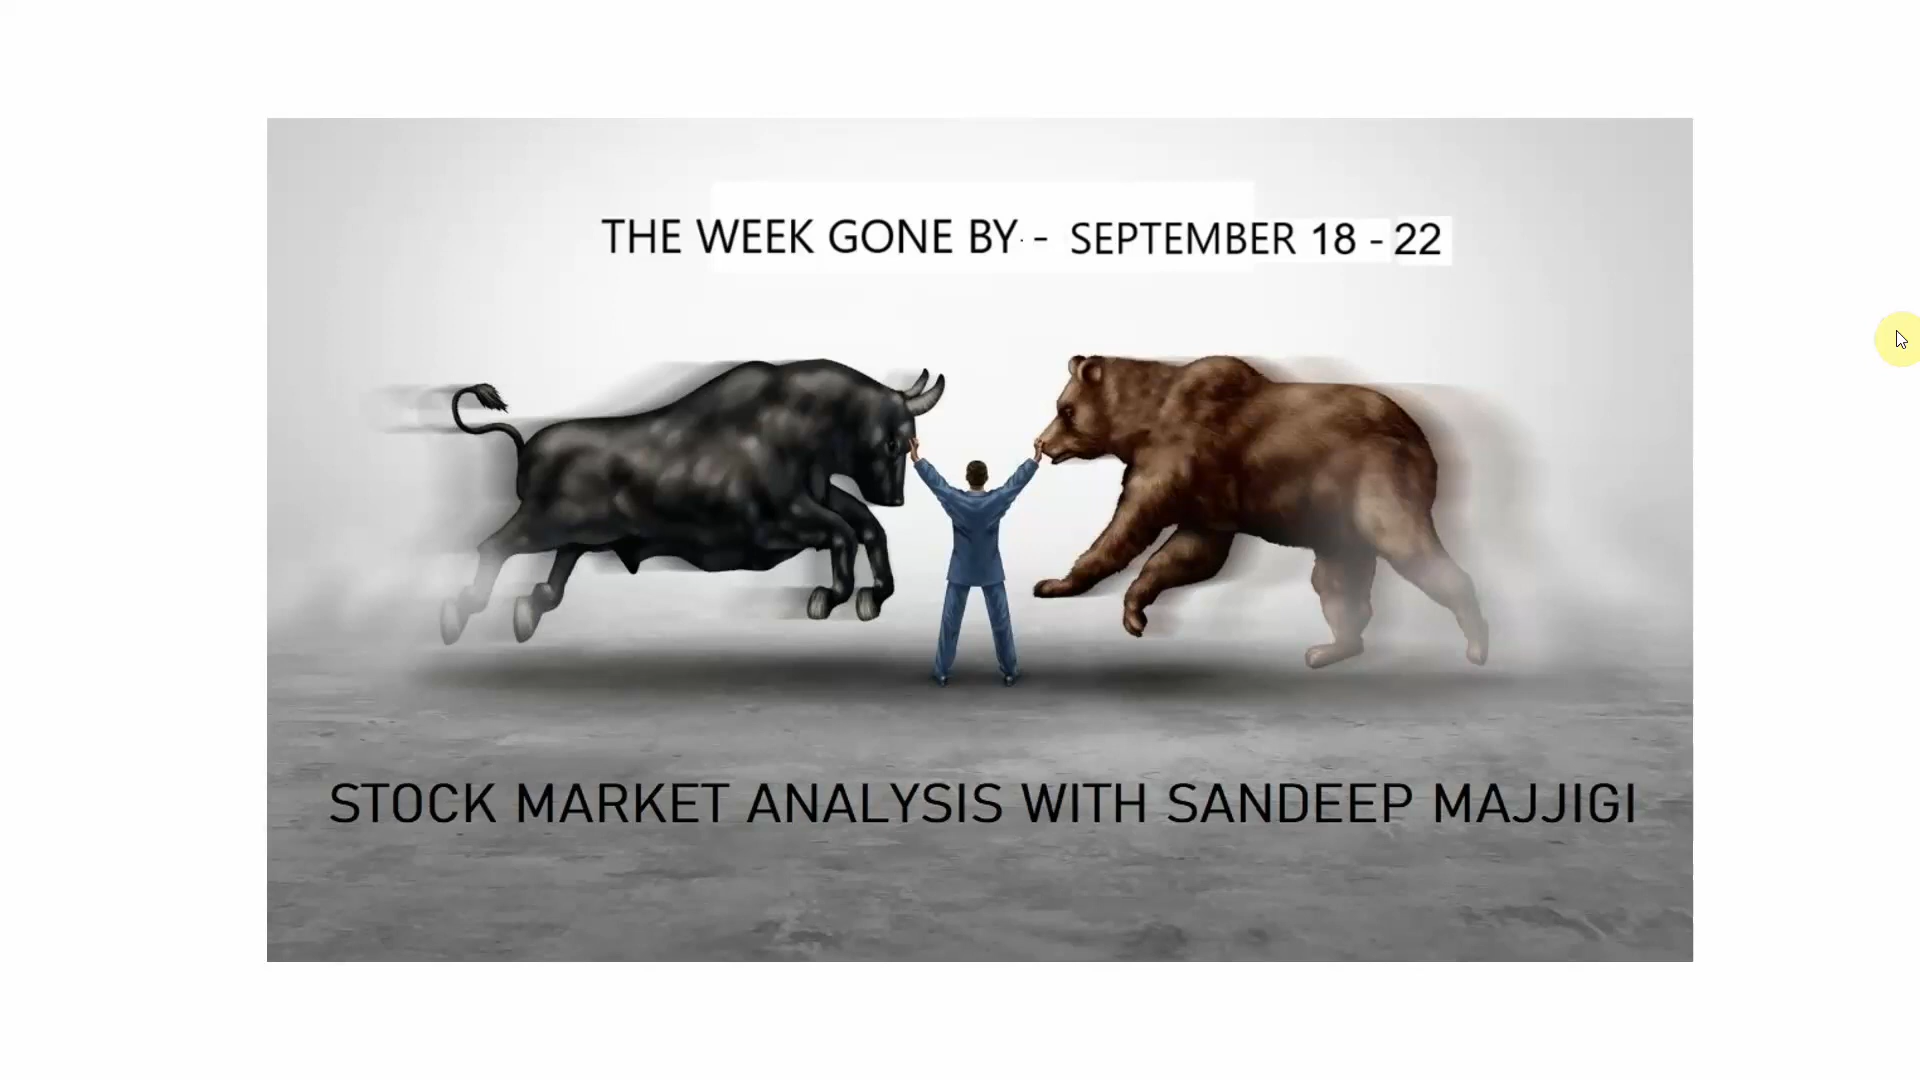 THE WEEK GONE BY - SEPTEMBER 18 - 22
STOCK MARKET ANALYSIS WITH SANDEEP MAJJIGI